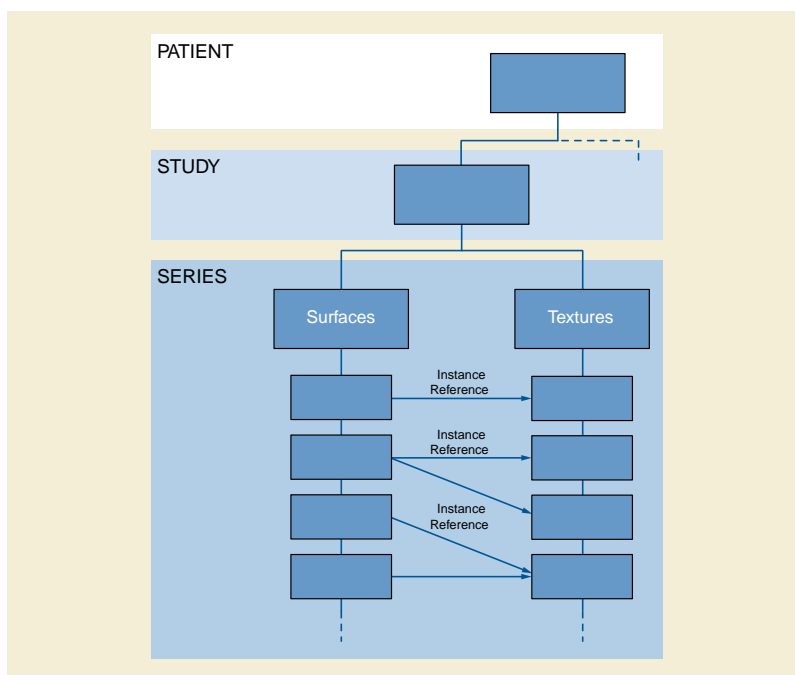 PATIENT
STUDY
SERIES
Surfaces
Textures
Instance
Reference
Instance
Reference
Instance
Reference